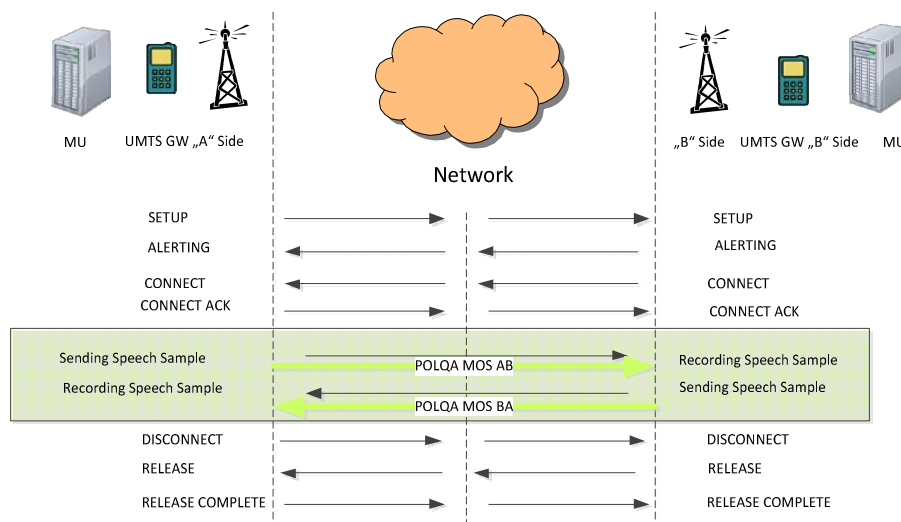 MU
UMTS GW „A“ Side
„B“ Side
UMTS GW „B“ Side
MU
Network
SETUP
SETUP
ALERTING
ALERTING
CONNECT
CONNECT
CONNECT ACK
CONNECT ACK
Sending Speech Sample
POLQA MOS AB
Recording Speech Sample
Recording Speech Sample
Sending Speech Sample
POLQA MOS BA
DISCONNECT
DISCONNECT
RELEASE
RELEASE
RELEASE COMPLETE
RELEASE COMPLETE